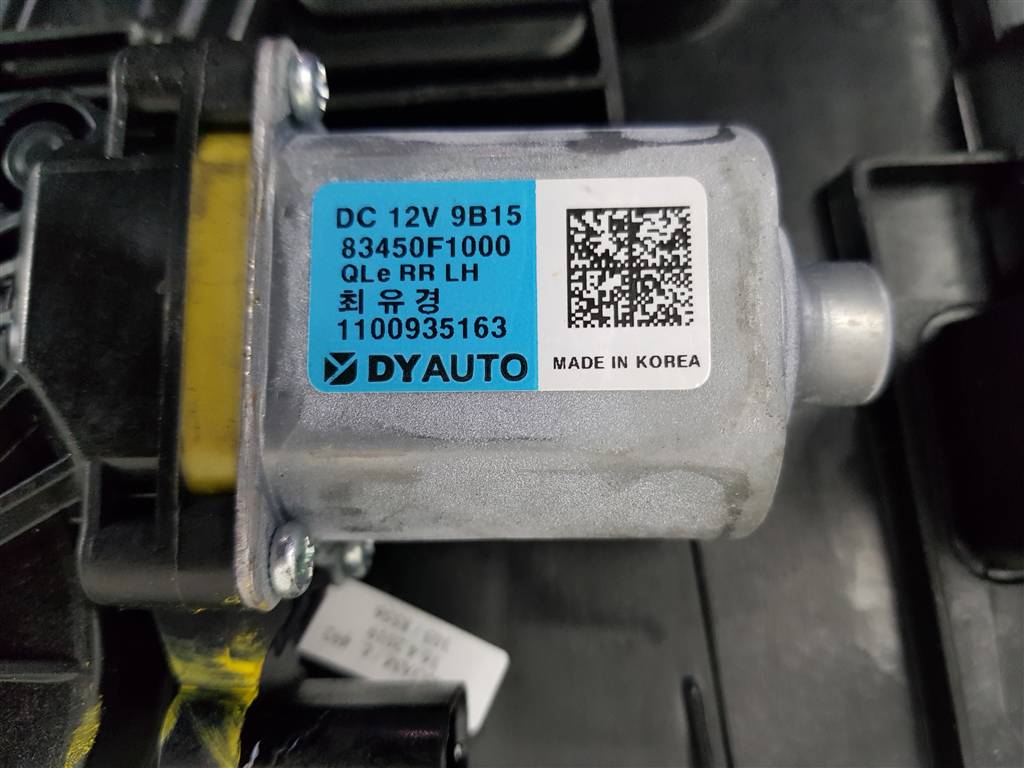 DC 12V 9B15
83450F1000
QLe RR LH
최유경
1100935163
DYAUTO
MADE IN KOREA